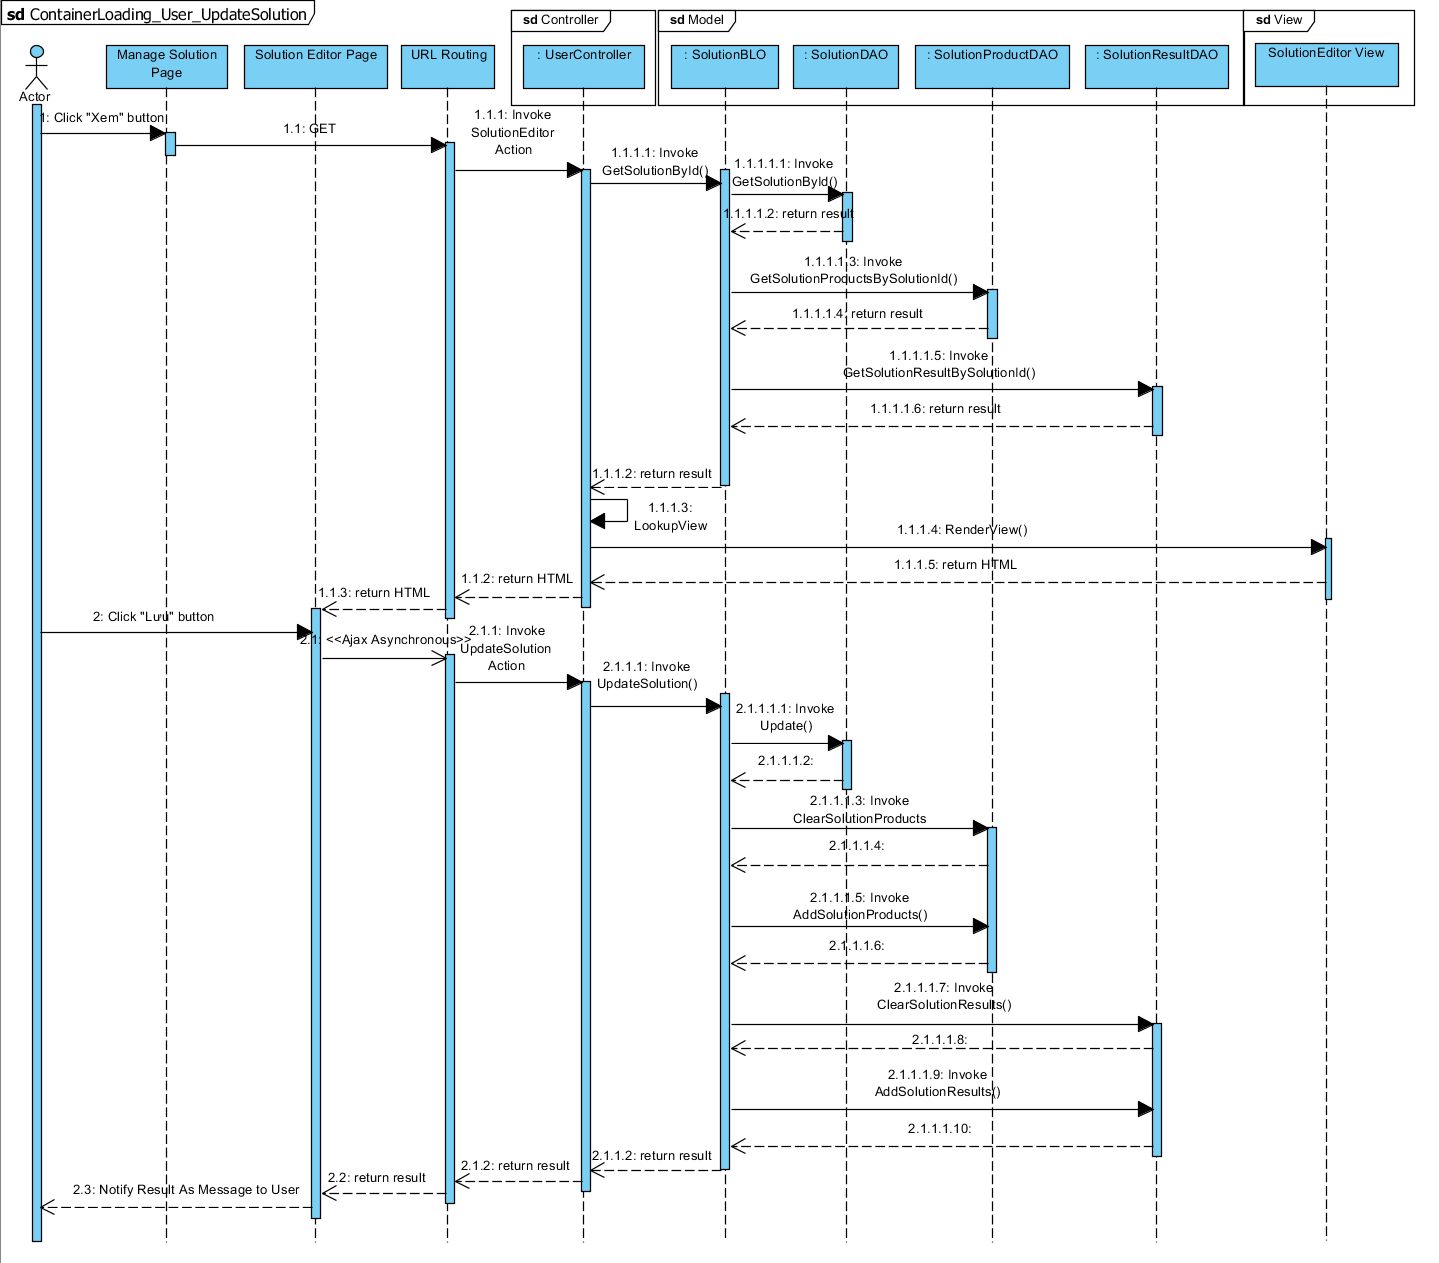 sd ContainerLoading_User_UpdateSolution
sd Controller
sd Model
sd View
Actor
Manage Solution
Page
Solution Editor Page
URL Routing
: UserController
: SolutionBLO
: SolutionDAO
: SolutionProductDAO
: SolutionResultDAO
SolutionEditor View
1: Click "Xem" button
1.1: GET
1.1.1: Invoke
SolutionEditor
Action
1.1.1.1: Invoke
GetSolutionById()
1.1.1.1.1: Invoke
GetSolutionById()
1.1.1.1.2: return result
1.1.1.1.3: Invoke
GetSolutionProductsBySolutionId()
1.1.1.1.4: return result
1.1.1.1.5: Invoke
GetSolutionResultBySolutionId()
1.1.1.1.6: return result
1.1.1.2: return result
1.1.1.3:
LookupView
1.1.1.4: RenderView()
1.1.1.5: return HTML
1.1.2: return HTML
1.1.3: return HTML
2: Click "Lưu" button
2.1: <<Ajax Asynchronous>>
2.1.1: Invoke
UpdateSolution
Action
2.1.1.1: Invoke
UpdateSolution()
2.1.1.1.1: Invoke
Update()
2.1.1.1.2:
2.1.1.1.3: Invoke
ClearSolutionProducts
2.1.1.1.4:
2.1.1.1.5: Invoke
AddSolutionProducts()
2.1.1.1.6:
2.1.1.1.7: Invoke
ClearSolutionResults()
2.1.1.1.8:
2.1.1.1.9: Invoke
AddSolutionResults()
2.1.1.1.10:
2.1.1.2: return result
2.1.2: return result
2.2: return result
2.3: Notify Result As Message to User